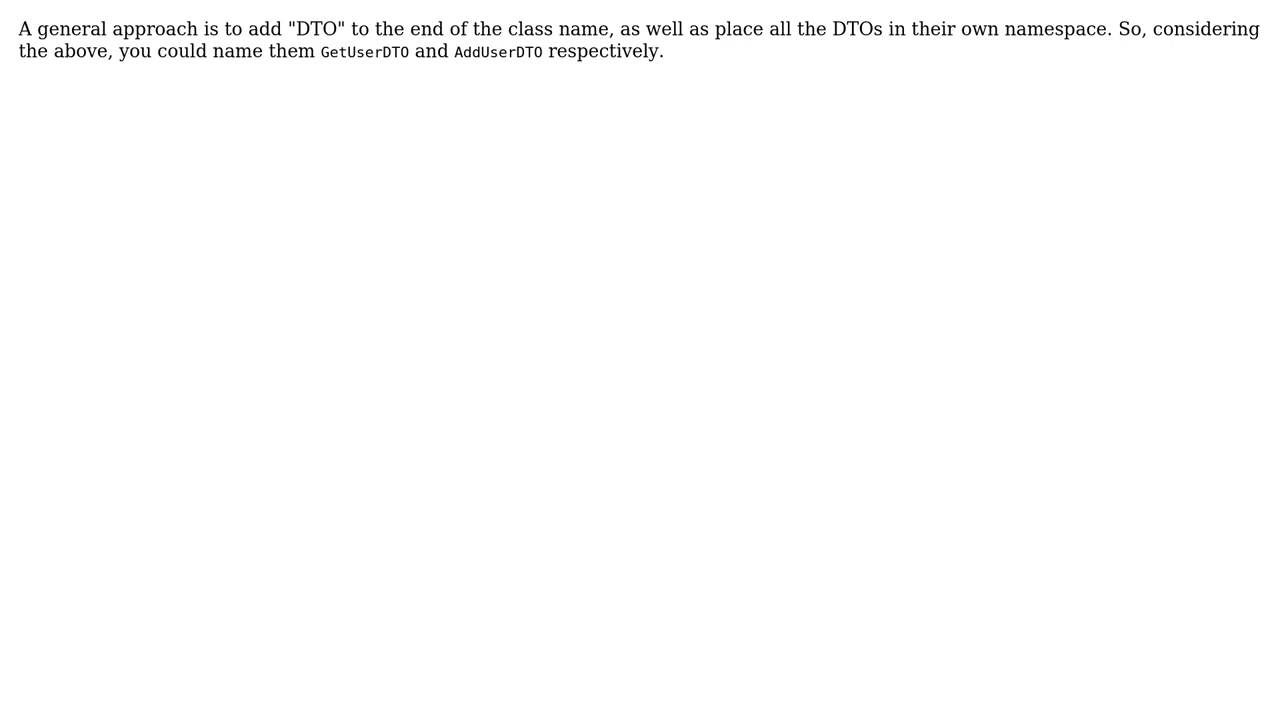 A general approach is to add "DTO" to the end of the class name, as well as place all the DTOs in their own namespace. So, considering
the above, you could name them GetUserDTO and AddUserDTO respectively.